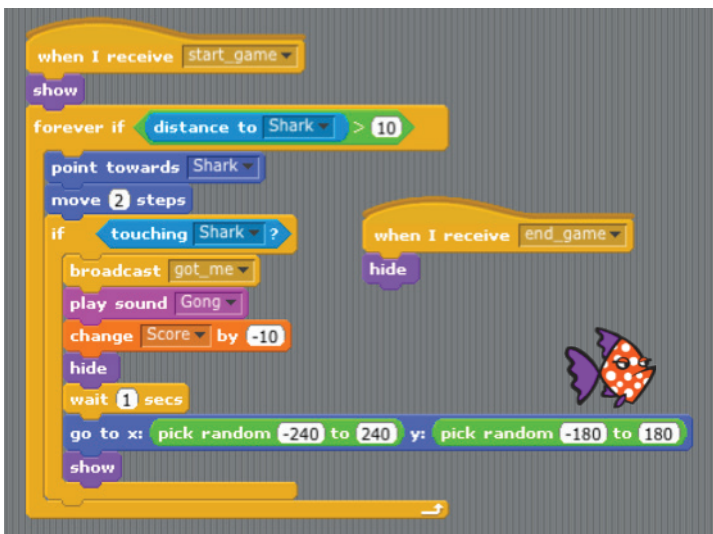 when I receive start_game
show
forever if distance to Shark > 10
point towards Shark
move 2 steps
if touching Shark ?
broadcast got_me
play sound Gong
change Score by -10
hide
wait 1 secs
go to x: pick random -240 to 240 y: pick random -180 to 180
show
when I receive end_game
hide